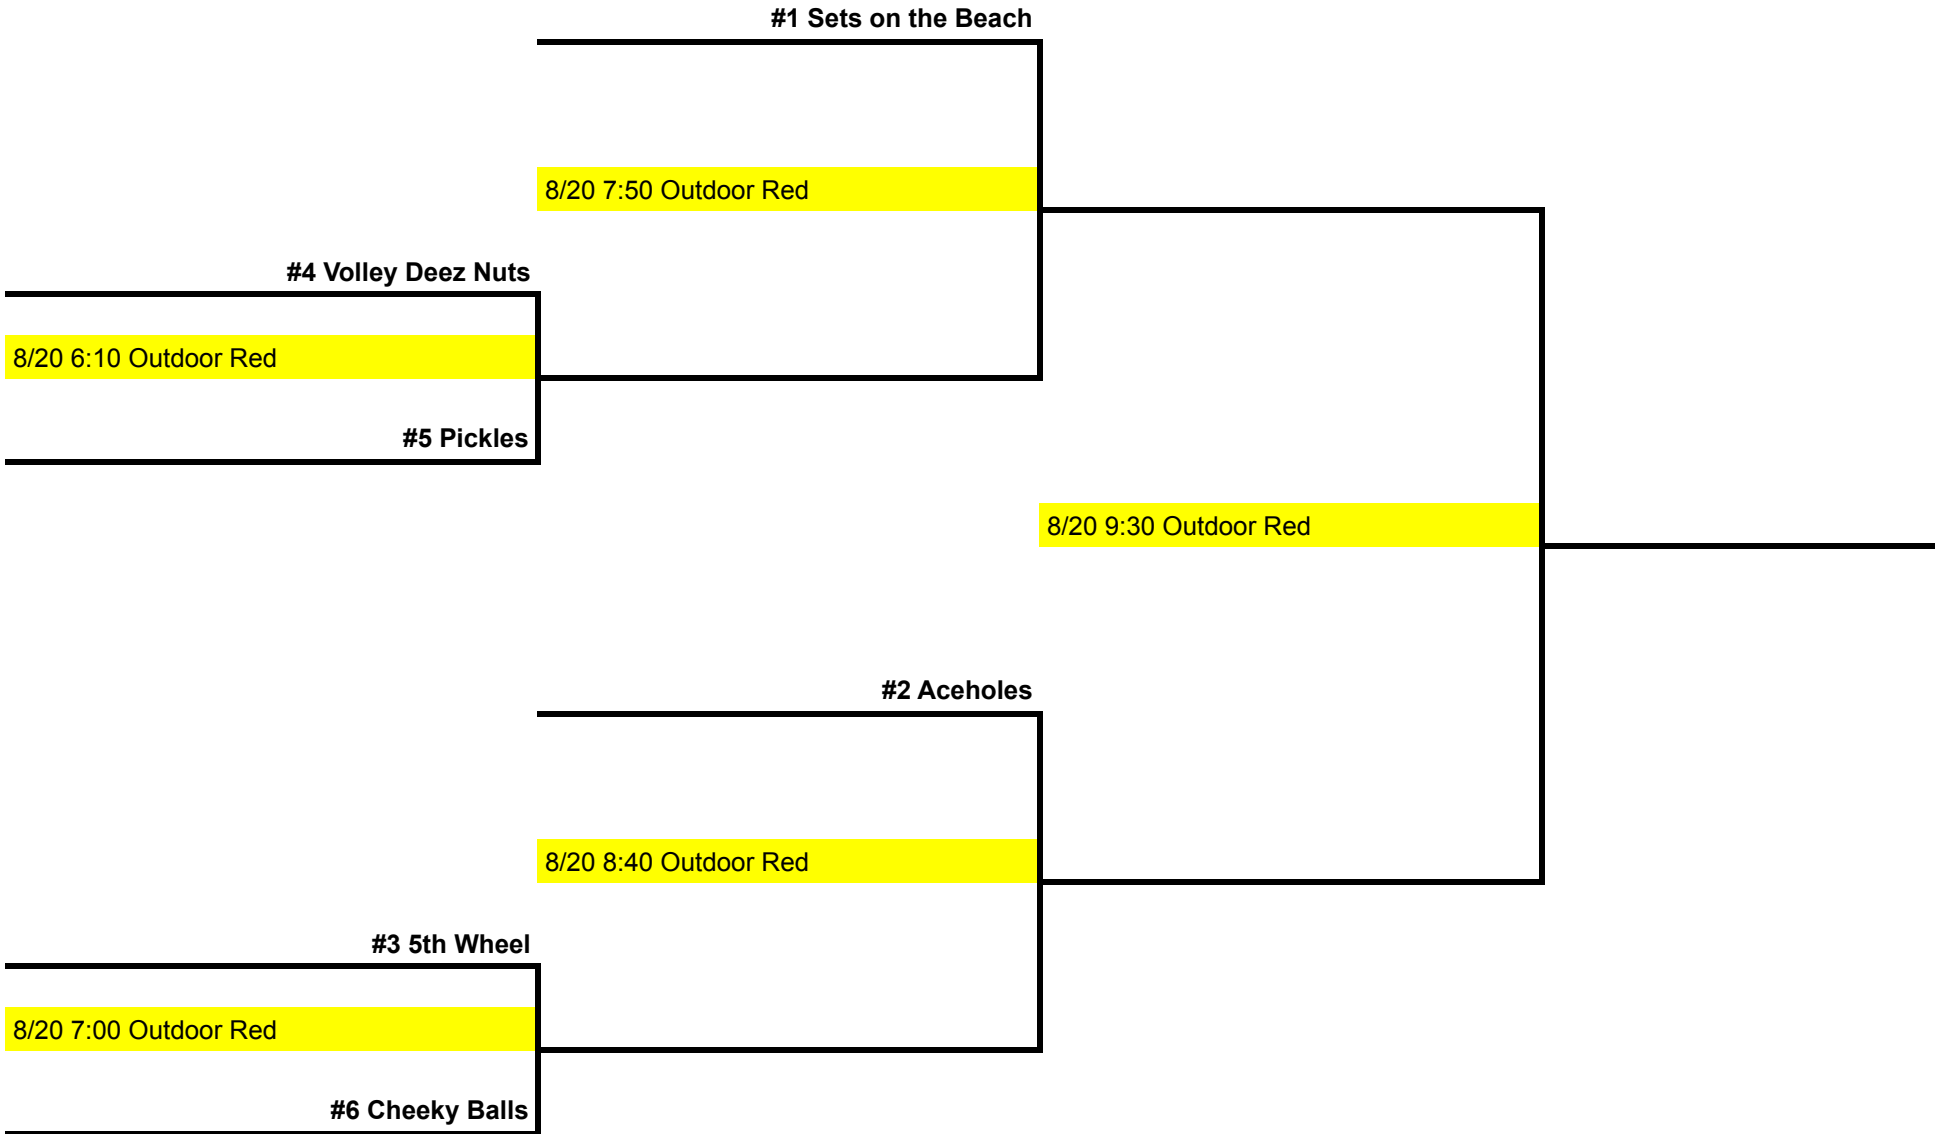 #1 Sets on the Beach
8/20 7:50 Outdoor Red
#4 Volley Deez Nuts
8/20 6:10 Outdoor Red
#5 Pickles
8/20 9:30 Outdoor Red
#2 Aceholes
8/20 8:40 Outdoor Red
#3 5th Wheel
8/20 7:00 Outdoor Red
#6 Cheeky Balls